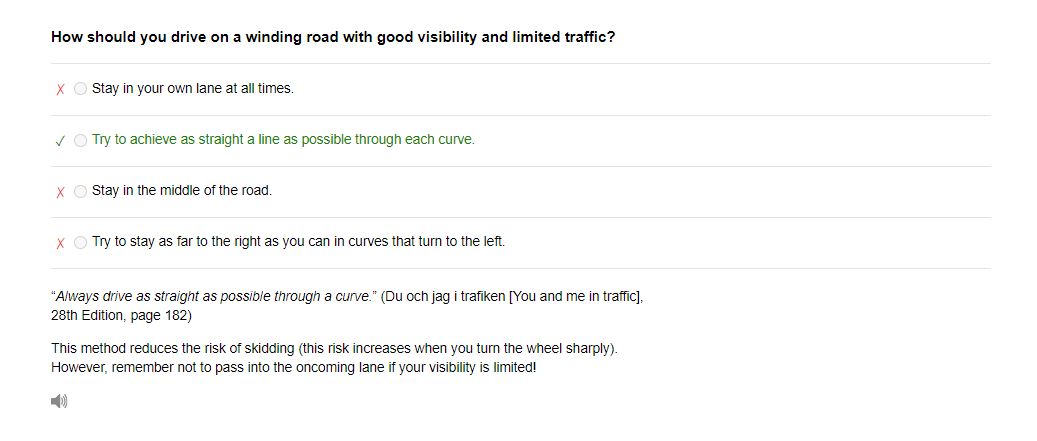 How should you drive on a winding road with good visibility and limited traffic?
✗ Stay in your own lane at all times.
✓ Try to achieve as straight a line as possible through each curve.
✗ Stay in the middle of the road.
✗ Try to stay as far to the right as you can in curves that turn to the left.
“Always drive as straight as possible through a curve.” (Du och jag i trafiken [You and me in traffic],
28th Edition, page 182)
This method reduces the risk of skidding (this risk increases when you turn the wheel sharply).
However, remember not to pass into the oncoming lane if your visibility is limited!